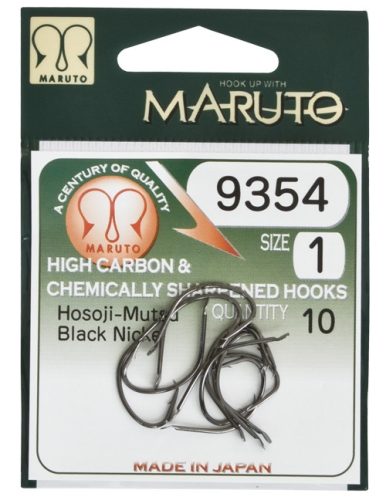 MARUTO
HOOK UP WITH
MARUTO
A CENTURY OF QUALITY
MARUTO
9354
SIZE 1
HIGH CARBON &
CHEMICALLY SHARPENED HOOKS
Hosoji-Mutsu QUANTITY 10
Black Nickel
MADE IN JAPAN